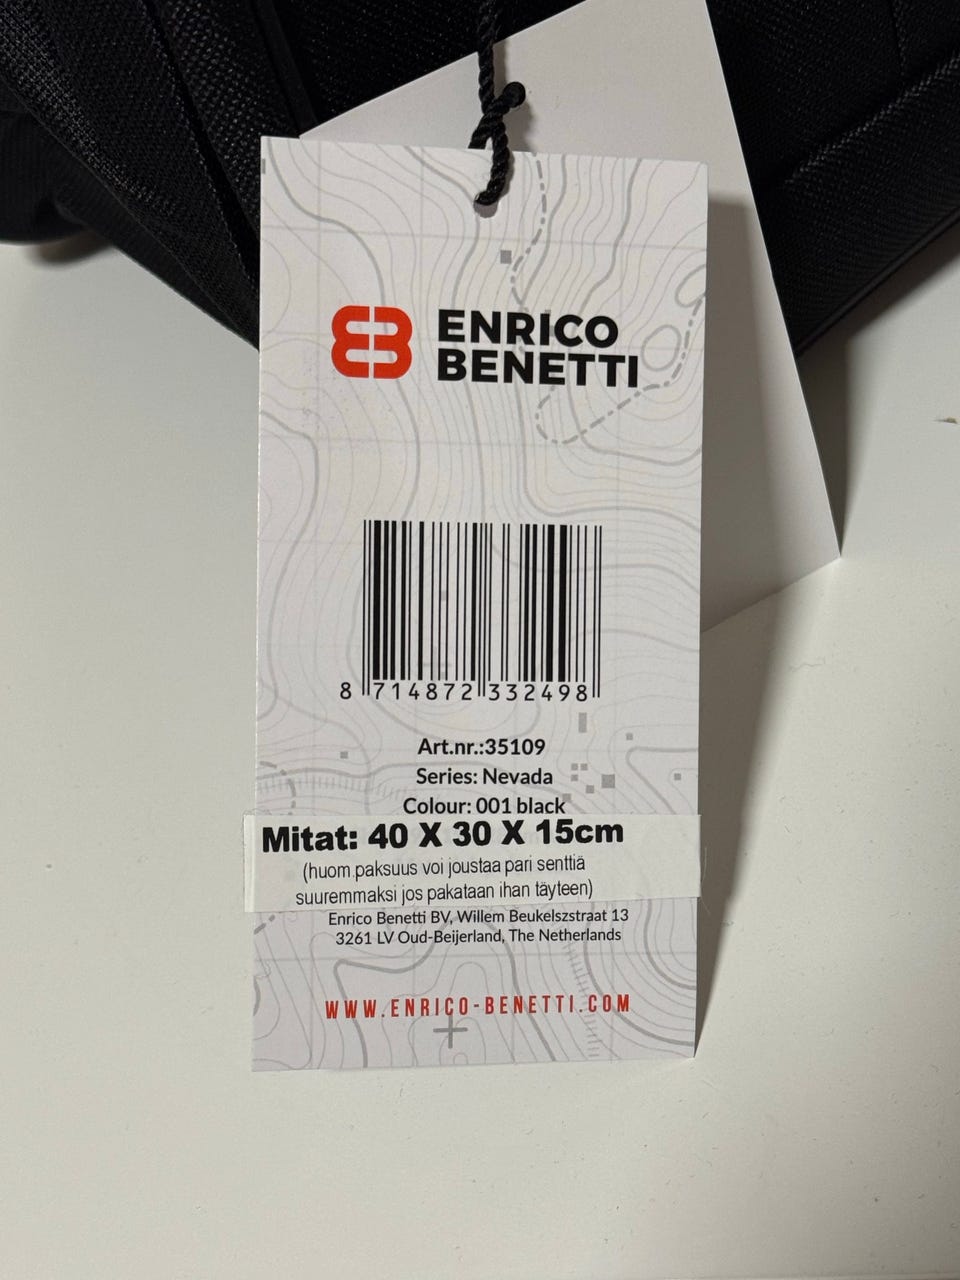 ENRICO
BENETTI
8 714872 332498
Art.nr.:35109
Series: Nevada
Colour: 001 black
Mitat: 40 X 30 X 15cm
(huom.paksuus voi joustaa pari senttiä
suuremmaksi jos pakataan ihan täyteen)
Enrico Benetti BV, Willem Beukelszstraat 13
3261 LV Oud-Beijerland, The Netherlands
WWW.ENRICO-BENETTI.COM